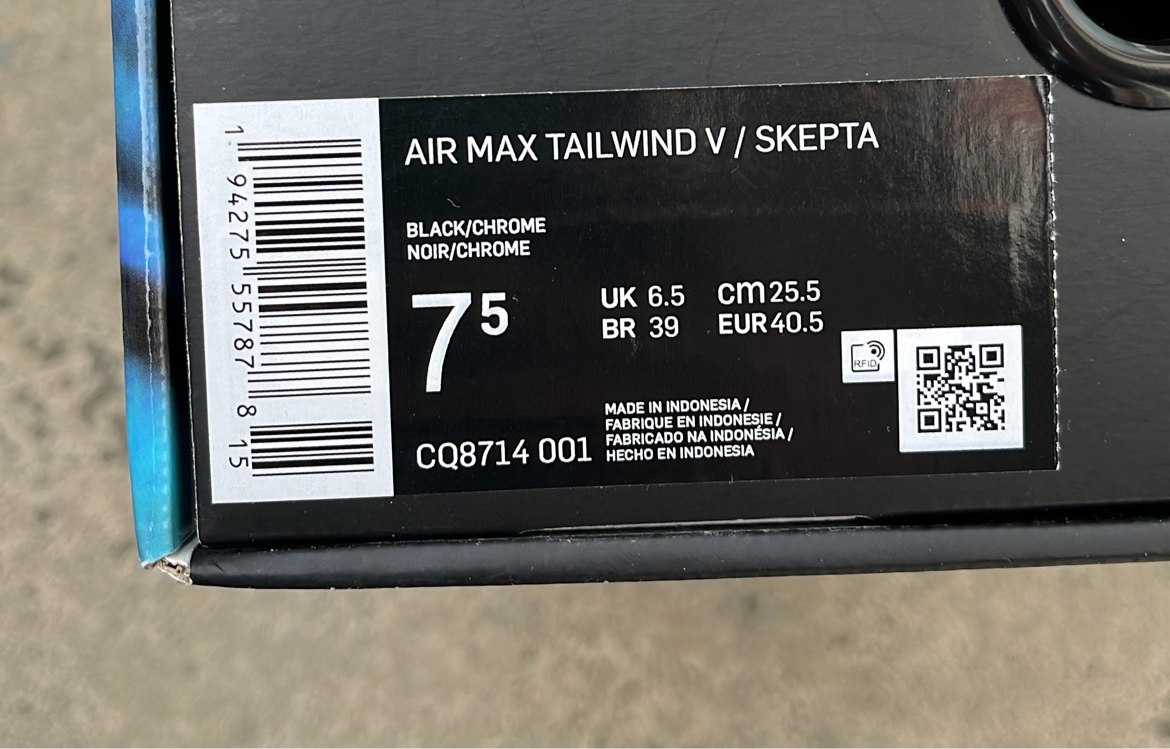 1 94275 55787 8 15
AIR MAX TAILWIND V / SKEPTA
BLACK/CHROME
NOIR/CHROME
7⁵
UK 6.5 cm 25.5
BR 39 EUR 40.5
RFID
MADE IN INDONESIA /
FABRIQUE EN INDONESIE /
FABRICADO NA INDONÉSIA /
HECHO EN INDONESIA
CQ8714 001